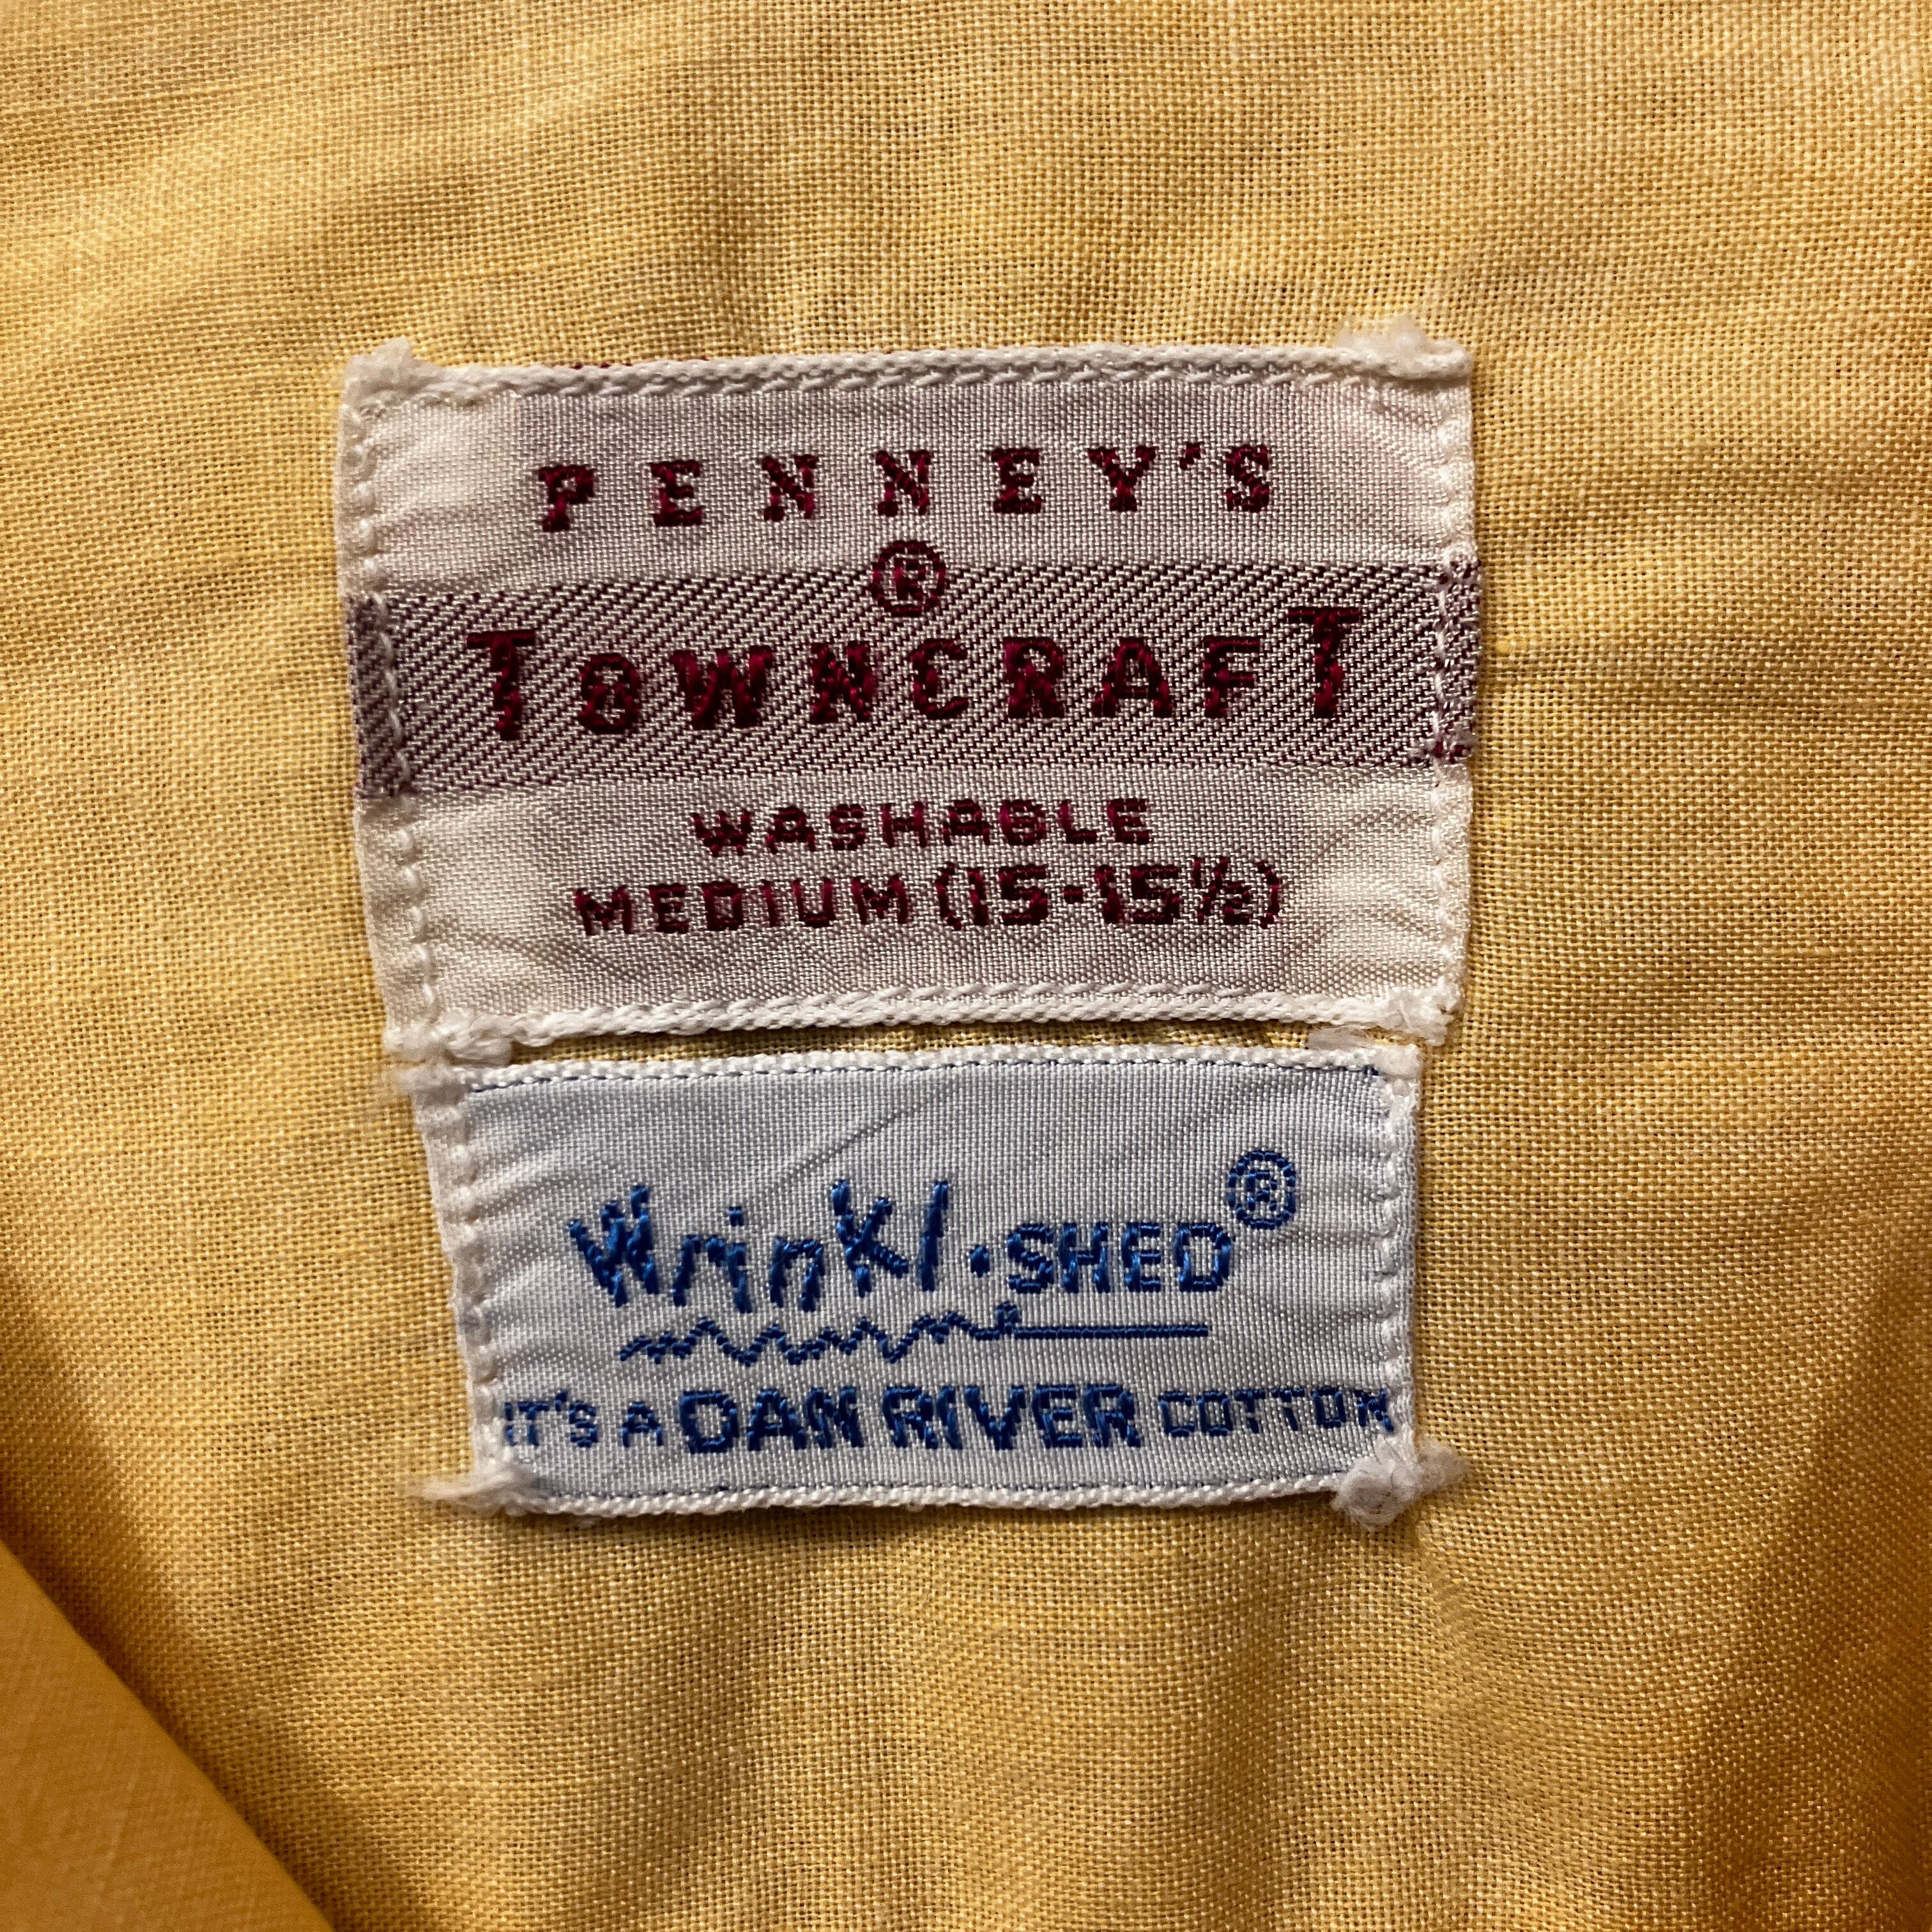 PENNEY'S
®
TOWNCRAFT
WASHABLE
MEDIUM (15-15½)
Wrinkl·SHED®
IT'S A DAN RIVER COTTON